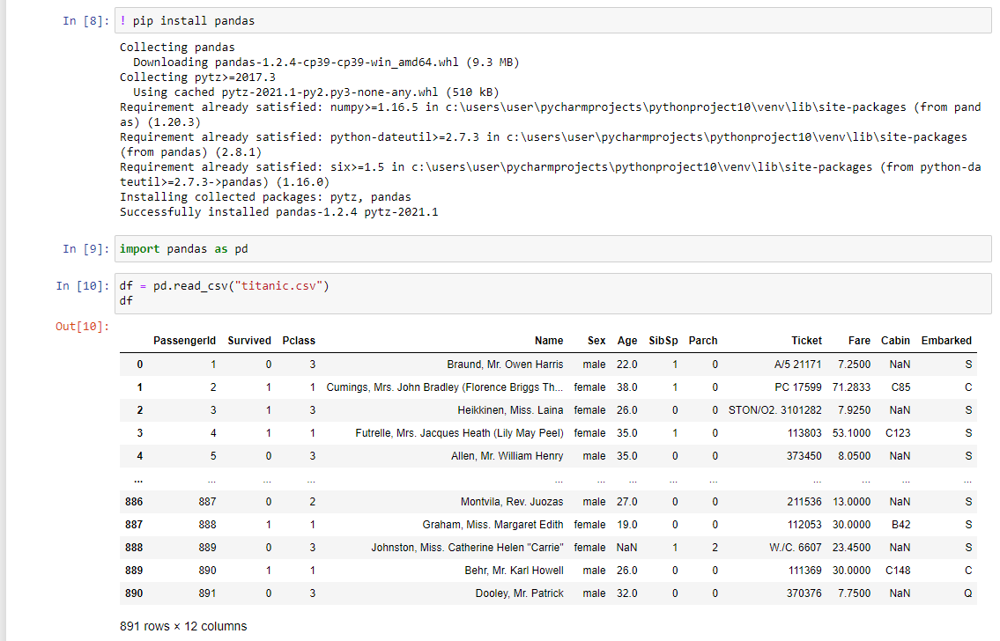 In [8]: ! pip install pandas
Collecting pandas
Downloading pandas-1.2.4-cp39-cp39-win_amd64.whl (9.3 MB)
Collecting pytz>=2017.3
Using cached pytz-2021.1-py2.py3-none-any.whl (510 kB)
Requirement already satisfied: numpy>=1.16.5 in c:\users\user\pycharmprojects\pythonproject10\venv\lib\site-packages (from pand
as) (1.20.3)
Requirement already satisfied: python-dateutil>=2.7.3 in c:\users\user\pycharmprojects\pythonproject10\venv\lib\site-packages
(from pandas) (2.8.1)
Requirement already satisfied: six>=1.5 in c:\users\user\pycharmprojects\pythonproject10\venv\lib\site-packages (from python-da
teutil>=2.7.3->pandas) (1.16.0)
Installing collected packages: pytz, pandas
Successfully installed pandas-1.2.4 pytz-2021.1
In [9]: import pandas as pd
In [10]: df = pd.read_csv("titanic.csv")
df
Out[10]:
PassengerId Survived Pclass Name Sex Age SibSp Parch Ticket Fare Cabin Embarked
0 1 0 3 Braund, Mr. Owen Harris male 22.0 1 0 A/5 21171 7.2500 NaN S
1 2 1 1 Cumings, Mrs. John Bradley (Florence Briggs Th... female 38.0 1 0 PC 17599 71.2833 C85 C
2 3 1 3 Heikkinen, Miss. Laina female 26.0 0 0 STON/O2. 3101282 7.9250 NaN S
3 4 1 1 Futrelle, Mrs. Jacques Heath (Lily May Peel) female 35.0 1 0 113803 53.1000 C123 S
4 5 0 3 Allen, Mr. William Henry male 35.0 0 0 373450 8.0500 NaN S
... ... ... ... ... ... ... ... ... ... ... ... ...
886 887 0 2 Montvila, Rev. Juozas male 27.0 0 0 211536 13.0000 NaN S
887 888 1 1 Graham, Miss. Margaret Edith female 19.0 0 0 112053 30.0000 B42 S
888 889 0 3 Johnston, Miss. Catherine Helen "Carrie" female NaN 1 2 W./C. 6607 23.4500 NaN S
889 890 1 1 Behr, Mr. Karl Howell male 26.0 0 0 111369 30.0000 C148 C
890 891 0 3 Dooley, Mr. Patrick male 32.0 0 0 370376 7.7500 NaN Q
891 rows × 12 columns